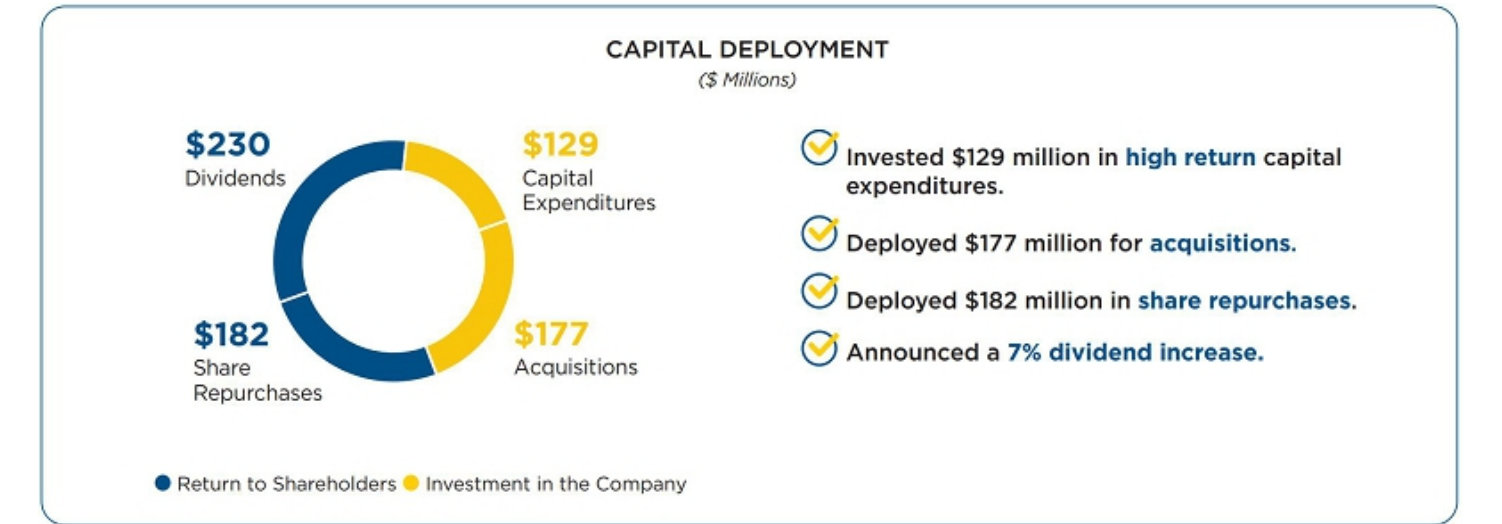 CAPITAL DEPLOYMENT
($ Millions)
$230
Dividends
$129
Capital
Expenditures
$182
Share
Repurchases
$177
Acquisitions
Return to Shareholders
Investment in the Company
Invested $129 million in high return capital
expenditures.
Deployed $177 million for acquisitions.
Deployed $182 million in share repurchases.
Announced a 7% dividend increase.